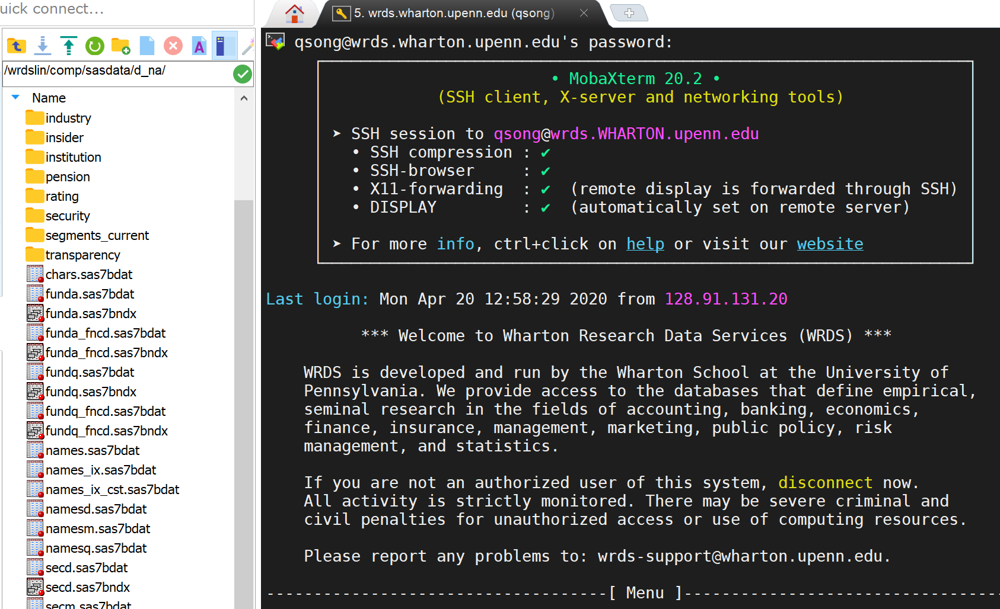 uick connect...
/wrdslin/comp/sasdata/d_na/
Name
industry
insider
institution
pension
rating
security
segments_current
transparency
chars.sas7bdat
funda.sas7bdat
funda.sas7bndx
funda_fncd.sas7bdat
funda_fncd.sas7bndx
fundq.sas7bdat
fundq.sas7bndx
fundq_fncd.sas7bdat
fundq_fncd.sas7bndx
names.sas7bdat
names_ix.sas7bdat
names_ix_cst.sas7bdat
namesd.sas7bdat
namesm.sas7bdat
namesq.sas7bdat
secd.sas7bdat
secd.sas7bndx
secm.sas7bdat
5. wrds.wharton.upenn.edu (qsong)
qsong@wrds.wharton.upenn.edu's password:
• MobaXterm 20.2 •
(SSH client, X-server and networking tools)
➤ SSH session to qsong@wrds.WHARTON.upenn.edu
• SSH compression : ✔
• SSH-browser : ✔
• X11-forwarding : ✔ (remote display is forwarded through SSH)
• DISPLAY : ✔ (automatically set on remote server)
➤ For more info, ctrl+click on help or visit our website
Last login: Mon Apr 20 12:58:29 2020 from 128.91.131.20
*** Welcome to Wharton Research Data Services (WRDS) ***
WRDS is developed and run by the Wharton School at the University of
Pennsylvania. We provide access to the databases that define empirical,
seminal research in the fields of accounting, banking, economics,
finance, insurance, management, marketing, public policy, risk
management, and statistics.
If you are not an authorized user of this system, disconnect now.
All activity is strictly monitored. There may be severe criminal and
civil penalties for unauthorized access or use of computing resources.
Please report any problems to: wrds-support@wharton.upenn.edu.
------------------------------------[ Menu ]----------------------------------